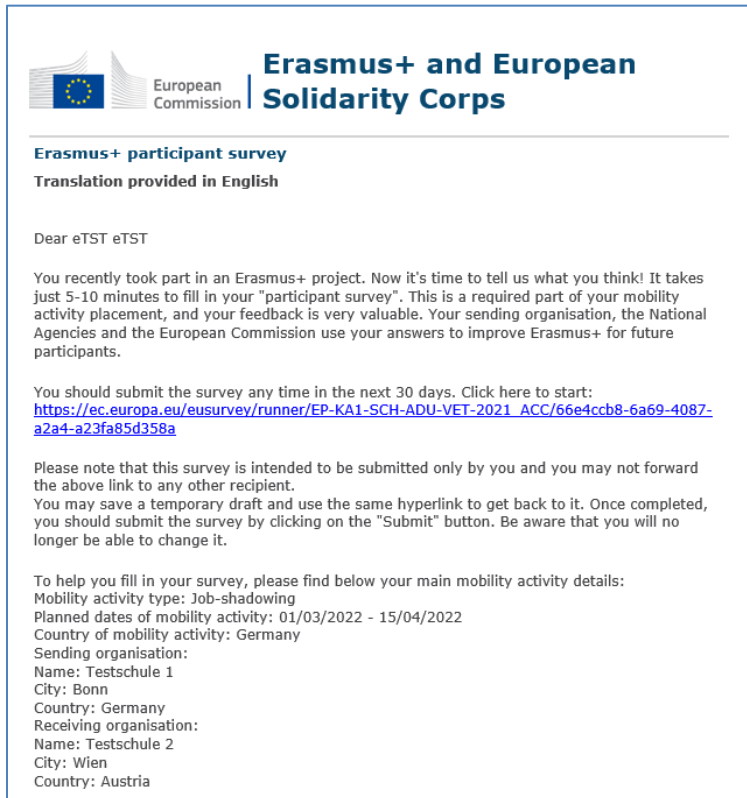 European
Commission
Erasmus+ and European
Solidarity Corps
Erasmus+ participant survey
Translation provided in English
Dear eTST eTST
You recently took part in an Erasmus+ project. Now it's time to tell us what you think! It takes
just 5-10 minutes to fill in your "participant survey". This is a required part of your mobility
activity placement, and your feedback is very valuable. Your sending organisation, the National
Agencies and the European Commission use your answers to improve Erasmus+ for future
participants.
You should submit the survey any time in the next 30 days. Click here to start:
https://ec.europa.eu/eusurvey/runner/EP-KA1-SCH-ADU-VET-2021_ACC/66e4ccb8-6a69-4087-
a2a4-a23fa85d358a
Please note that this survey is intended to be submitted only by you and you may not forward
the above link to any other recipient.
You may save a temporary draft and use the same hyperlink to get back to it. Once completed,
you should submit the survey by clicking on the "Submit" button. Be aware that you will no
longer be able to change it.
To help you fill in your survey, please find below your main mobility activity details:
Mobility activity type: Job-shadowing
Planned dates of mobility activity: 01/03/2022 - 15/04/2022
Country of mobility activity: Germany
Sending organisation:
Name: Testschule 1
City: Bonn
Country: Germany
Receiving organisation:
Name: Testschule 2
City: Wien
Country: Austria